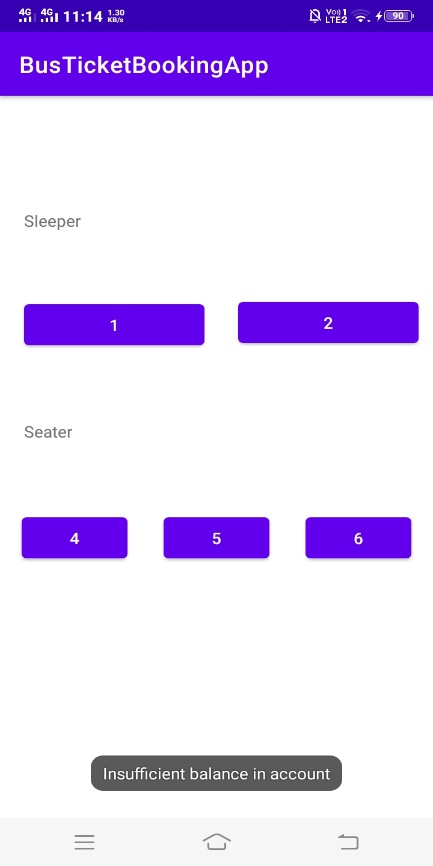 4G 4G 11:14 1.30 KB/s Vo)) 1 LTE2 90
BusTicketBookingApp
Sleeper
1 2
Seater
4 5 6
Insufficient balance in account